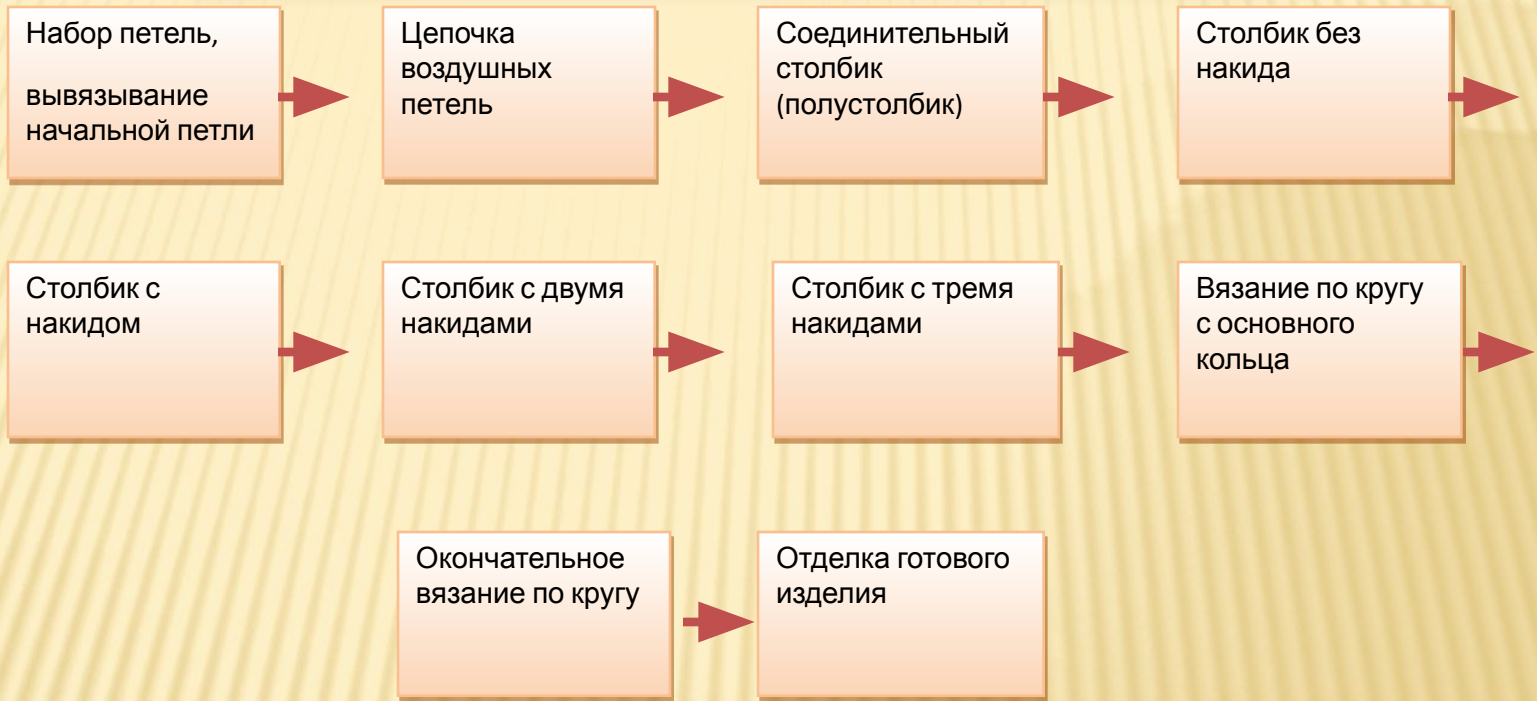 Набор петель,
вывязывание
начальной петли
Цепочка
воздушных
петель
Соединительный
столбик
(полустолбик)
Столбик без
накида
Столбик с
накидом
Столбик с двумя
накидами
Столбик с тремя
накидами
Вязание по кругу
с основного
кольца
Окончательное
вязание по кругу
Отделка готового
изделия